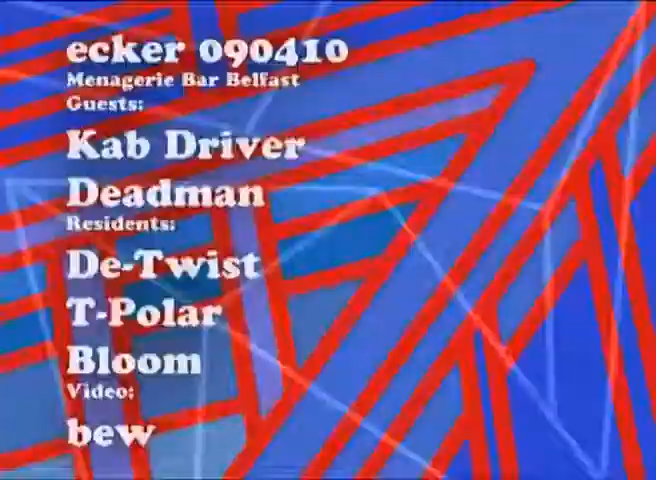 ecker 090410
Menagerie Bar Belfast
Guests:
Kab Driver
Deadman
Residents:
De-Twist
T-Polar
Bloom
Video:
bew